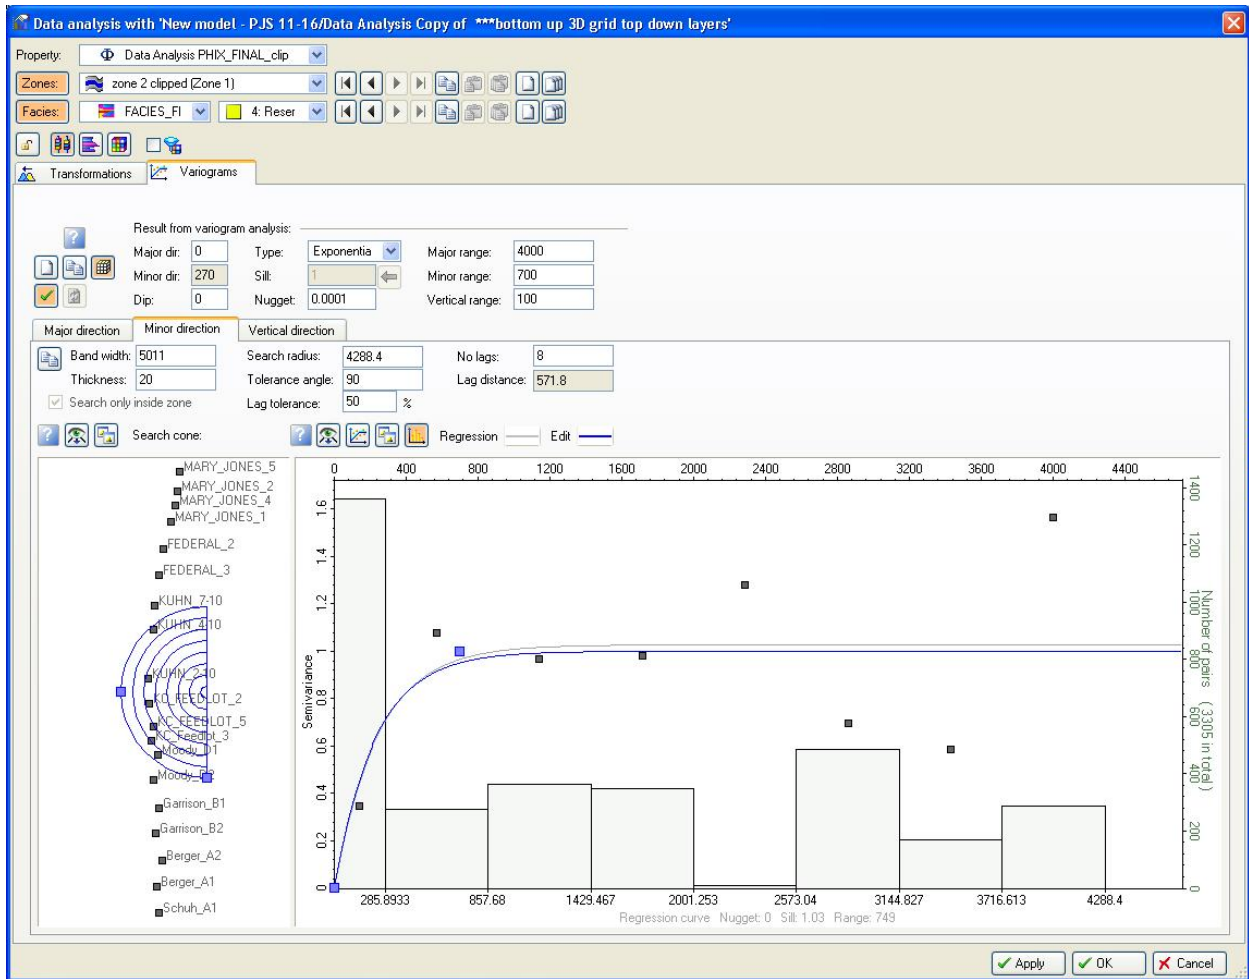 Data analysis with 'New model - PJS 11-16/Data Analysis Copy of ***bottom up 3D grid top down layers'
Property: Φ Data Analysis PHIX_FINAL_clip
Zones: zone 2 clipped (Zone 1)
Facies: FACIES_FI 4: Reser
Transformations Variograms
Result from variogram analysis:
Major dir: 0 Type: Exponentia Major range: 4000
Minor dir: 270 Sill: 1 Minor range: 700
Dip: 0 Nugget: 0.0001 Vertical range: 100
Major direction Minor direction Vertical direction
Band width: 5011 Search radius: 4288.4 No lags: 8
Thickness: 20 Tolerance angle: 90 Lag distance: 571.8
Search only inside zone Lag tolerance: 50 %
Search cone: Regression Edit
MARY_JONES_5
MARY_JONES_2
MARY_JONES_4
MARY_JONES_1
FEDERAL_2
FEDERAL_3
KUHN_7-10
KUHN_4-10
KUHN_2-10
KC_FEEDLOT_2
KC_FEEDLOT_5
KC_Feedlot_3
Moody_D1
Moody_D2
Garrison_B1
Garrison_B2
Berger_A2
Berger_A1
Schuh_A1
0 400 800 1200 1600 2000 2400 2800 3200 3600 4000 4400
Semivariance
0 0.2 0.4 0.6 0.8 1 1.2 1.4 1.6
Number of pairs (3305 in total)
0 200 400 600 800 1000 1200 1400
285.8933 857.68 1429.467 2001.253 2573.04 3144.827 3716.613 4288.4
Regression curve Nugget: 0 Sill: 1.03 Range: 749
Apply OK Cancel